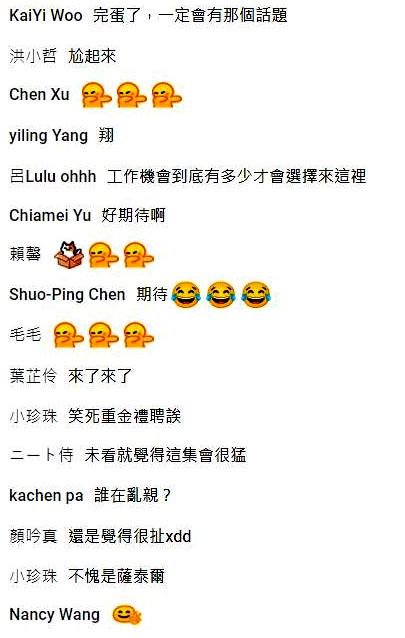 KaiYi Woo 完蛋了，一定會有那個話題
洪小哲 尬起來
Chen Xu
yiling Yang 翔
呂Lulu ohhh 工作機會到底有多少才會選擇來這裡
Chiamei Yu 好期待啊
賴馨
Shuo-Ping Chen 期待😂😂😂
毛毛
葉芷伶 來了來了
小珍珠 笑死重金禮聘誒
ニート侍 未看就覺得這集會很猛
kachen pa 誰在亂親？
顏吟真 還是覺得很扯xdd
小珍珠 不愧是薩泰爾
Nancy Wang